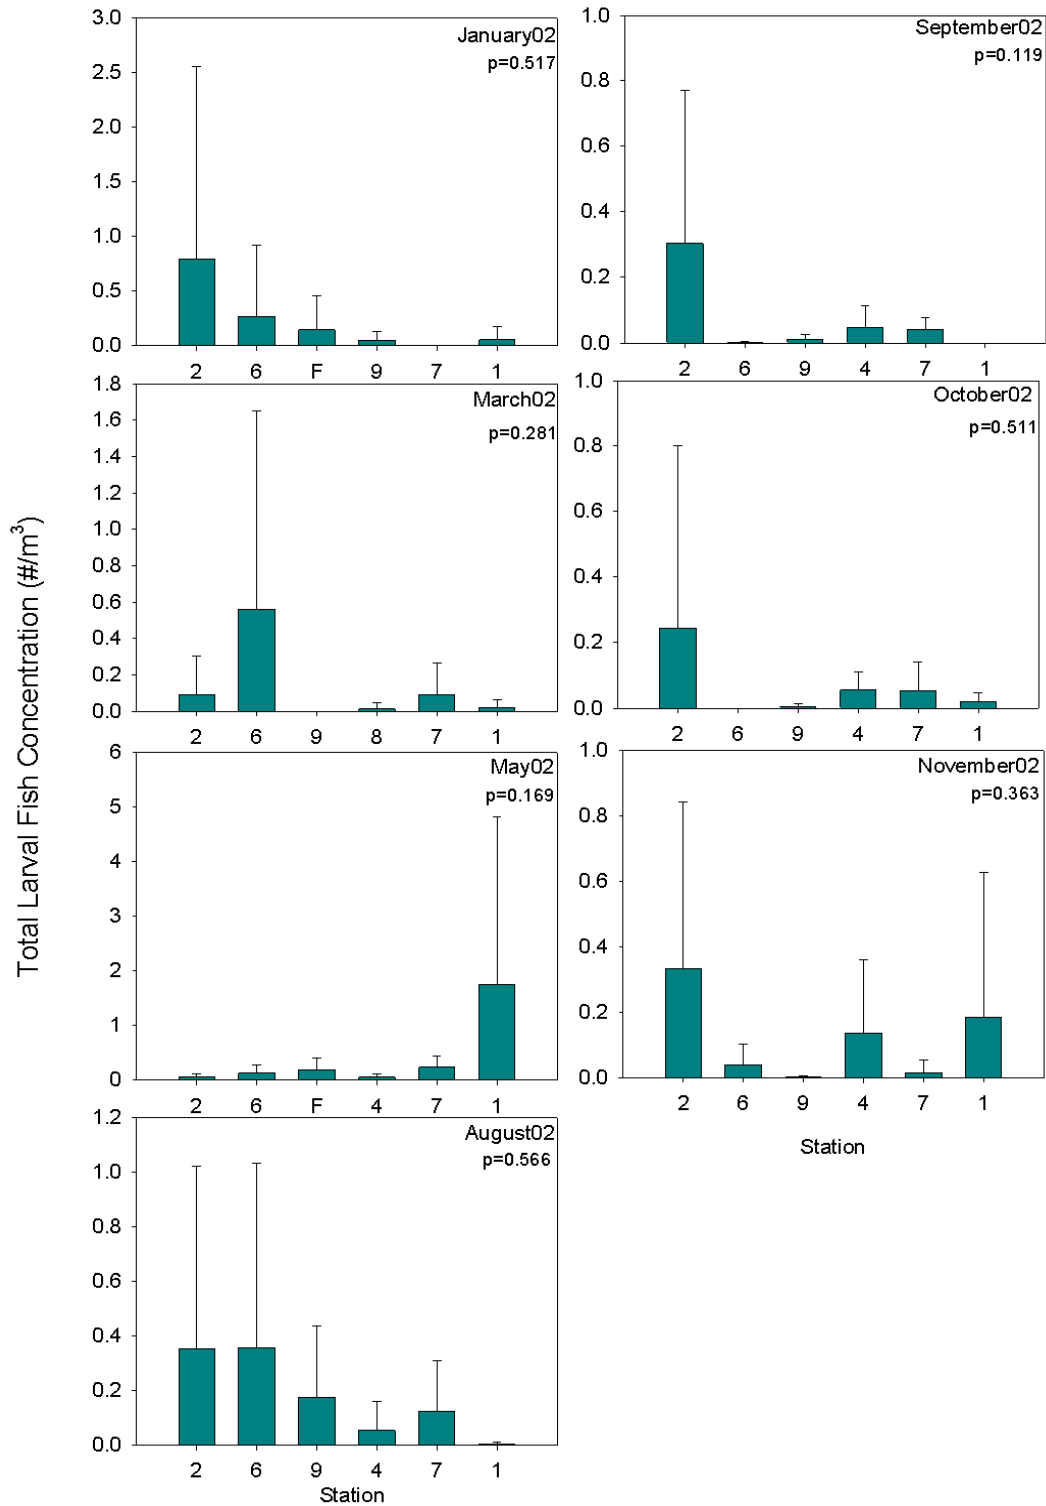 Total Larval Fish Concentration (#/m³)
January02
p=0.517
3.0
2.5
2.0
1.5
1.0
0.5
0.0
2 6 F 9 7 1
March02
p=0.281
1.8
1.6
1.4
1.2
1.0
0.8
0.6
0.4
0.2
0.0
2 6 9 8 7 1
May02
p=0.169
6
5
4
3
2
1
0
2 6 F 4 7 1
August02
p=0.566
1.2
1.0
0.8
0.6
0.4
0.2
0.0
2 6 9 4 7 1
Station
September02
p=0.119
1.0
0.8
0.6
0.4
0.2
0.0
2 6 9 4 7 1
October02
p=0.511
1.0
0.8
0.6
0.4
0.2
0.0
2 6 9 4 7 1
November02
p=0.363
1.0
0.8
0.6
0.4
0.2
0.0
2 6 9 4 7 1
Station